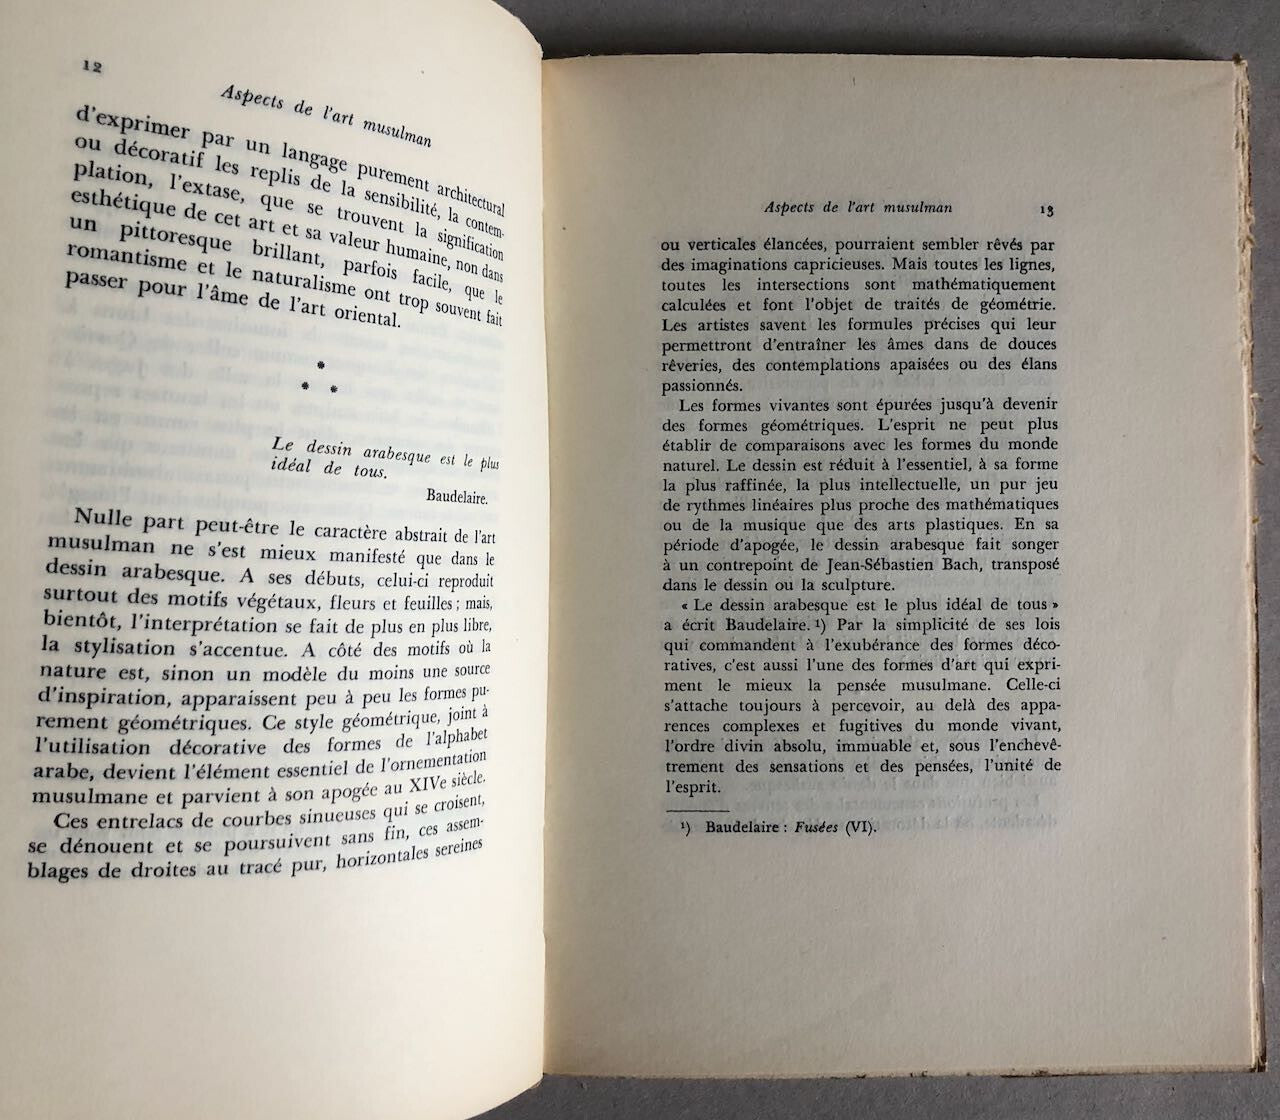 12
Aspects de l'art musulman
d'exprimer par un langage purement architectural
ou décoratif les replis de la sensibilité, la contem-
plation, l'extase, que se trouvent la signification
esthétique de cet art et sa valeur humaine, non dans
un pittoresque brillant, parfois facile, que le
romantisme et le naturalisme ont trop souvent fait
passer pour l'âme de l'art oriental.
*
* *
Le dessin arabesque est le plus
idéal de tous.
Baudelaire.
Nulle part peut-être le caractère abstrait de l'art
musulman ne s'est mieux manifesté que dans le
dessin arabesque. A ses débuts, celui-ci reproduit
surtout des motifs végétaux, fleurs et feuilles ; mais,
bientôt, l'interprétation se fait de plus en plus libre,
la stylisation s'accentue. A côté des motifs où la
nature est, sinon un modèle du moins une source
d'inspiration, apparaissent peu à peu les formes pu-
rement géométriques. Ce style géométrique, joint à
l'utilisation décorative des formes de l'alphabet
arabe, devient l'élément essentiel de l'ornementation
musulmane et parvient à son apogée au XIVe siècle.
Ces entrelacs de courbes sinueuses qui se croisent,
se dénouent et se poursuivent sans fin, ces assem-
blages de droites au tracé pur, horizontales sereines
Aspects de l'art musulman 13
ou verticales élancées, pourraient sembler rêvés par
des imaginations capricieuses. Mais toutes les lignes,
toutes les intersections sont mathématiquement
calculées et font l'objet de traités de géométrie.
Les artistes savent les formules précises qui leur
permettront d'entraîner les âmes dans de douces
rêveries, des contemplations apaisées ou des élans
passionnés.
Les formes vivantes sont épurées jusqu'à devenir
des formes géométriques. L'esprit ne peut plus
établir de comparaisons avec les formes du monde
naturel. Le dessin est réduit à l'essentiel, à sa forme
la plus raffinée, la plus intellectuelle, un pur jeu
de rythmes linéaires plus proche des mathématiques
ou de la musique que des arts plastiques. En sa
période d'apogée, le dessin arabesque fait songer
à un contrepoint de Jean-Sébastien Bach, transposé
dans le dessin ou la sculpture.
« Le dessin arabesque est le plus idéal de tous »
a écrit Baudelaire. ¹) Par la simplicité de ses lois
qui commandent à l'exubérance des formes déco-
ratives, c'est aussi l'une des formes d'art qui expri-
ment le mieux la pensée musulmane. Celle-ci
s'attache toujours à percevoir, au delà des appa-
rences complexes et fugitives du monde vivant,
l'ordre divin absolu, immuable et, sous l'enchevê-
trement des sensations et des pensées, l'unité de
l'esprit.
¹) Baudelaire : Fusées (VI).